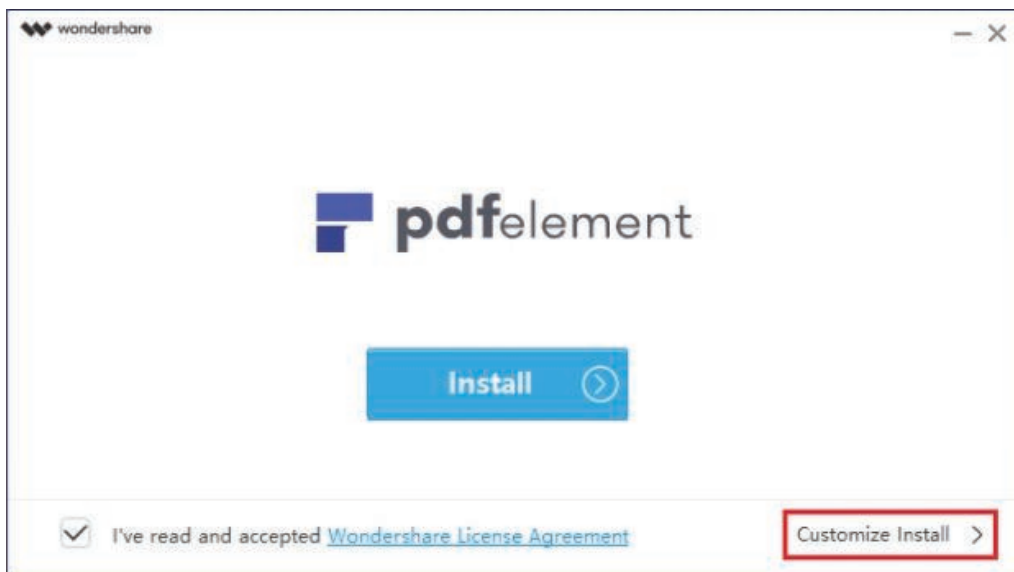 wondershare
pdfelement
Install
I've read and accepted Wondershare License Agreement
Customize Install